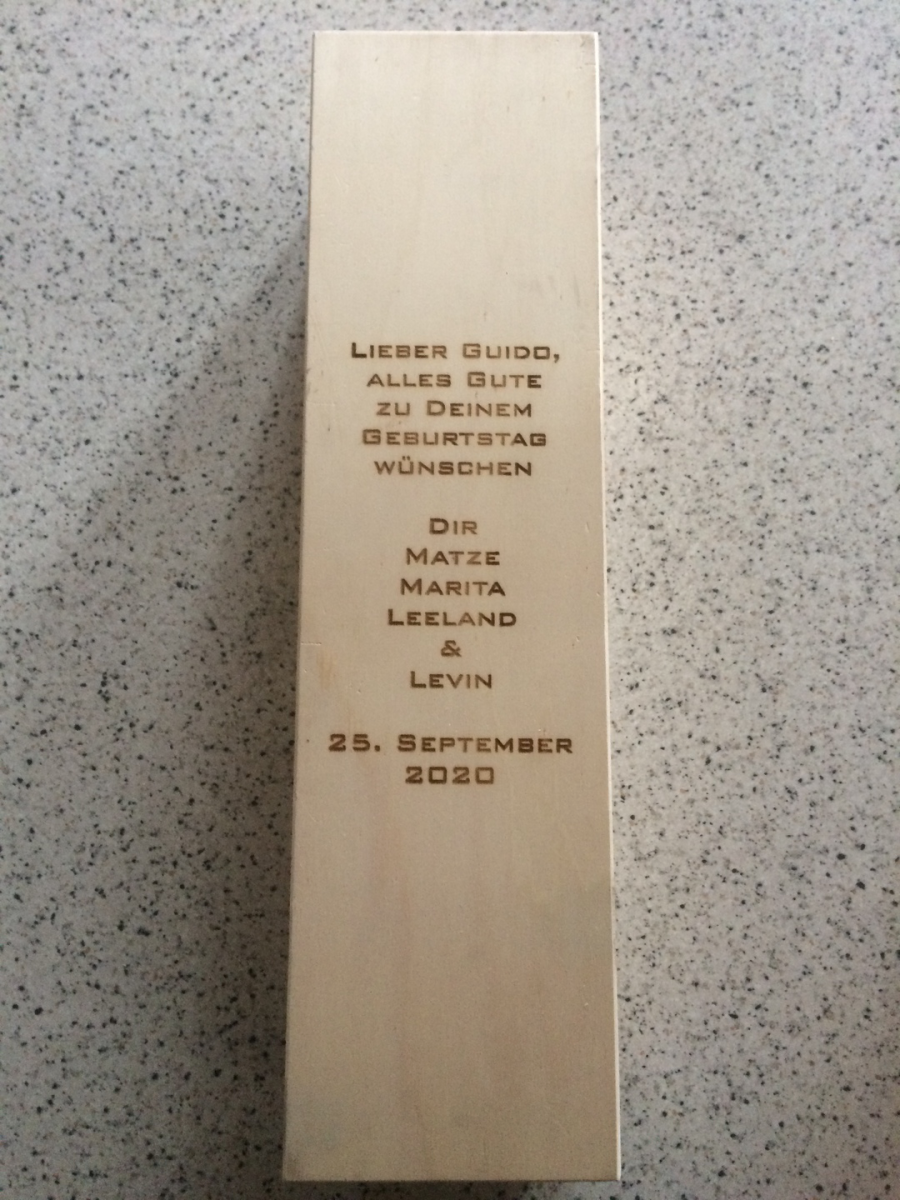 Lieber Guido,
alles Gute
zu Deinem
Geburtstag
wünschen
Dir
Matze
Marita
Leeland
&
Levin
25. September
2020